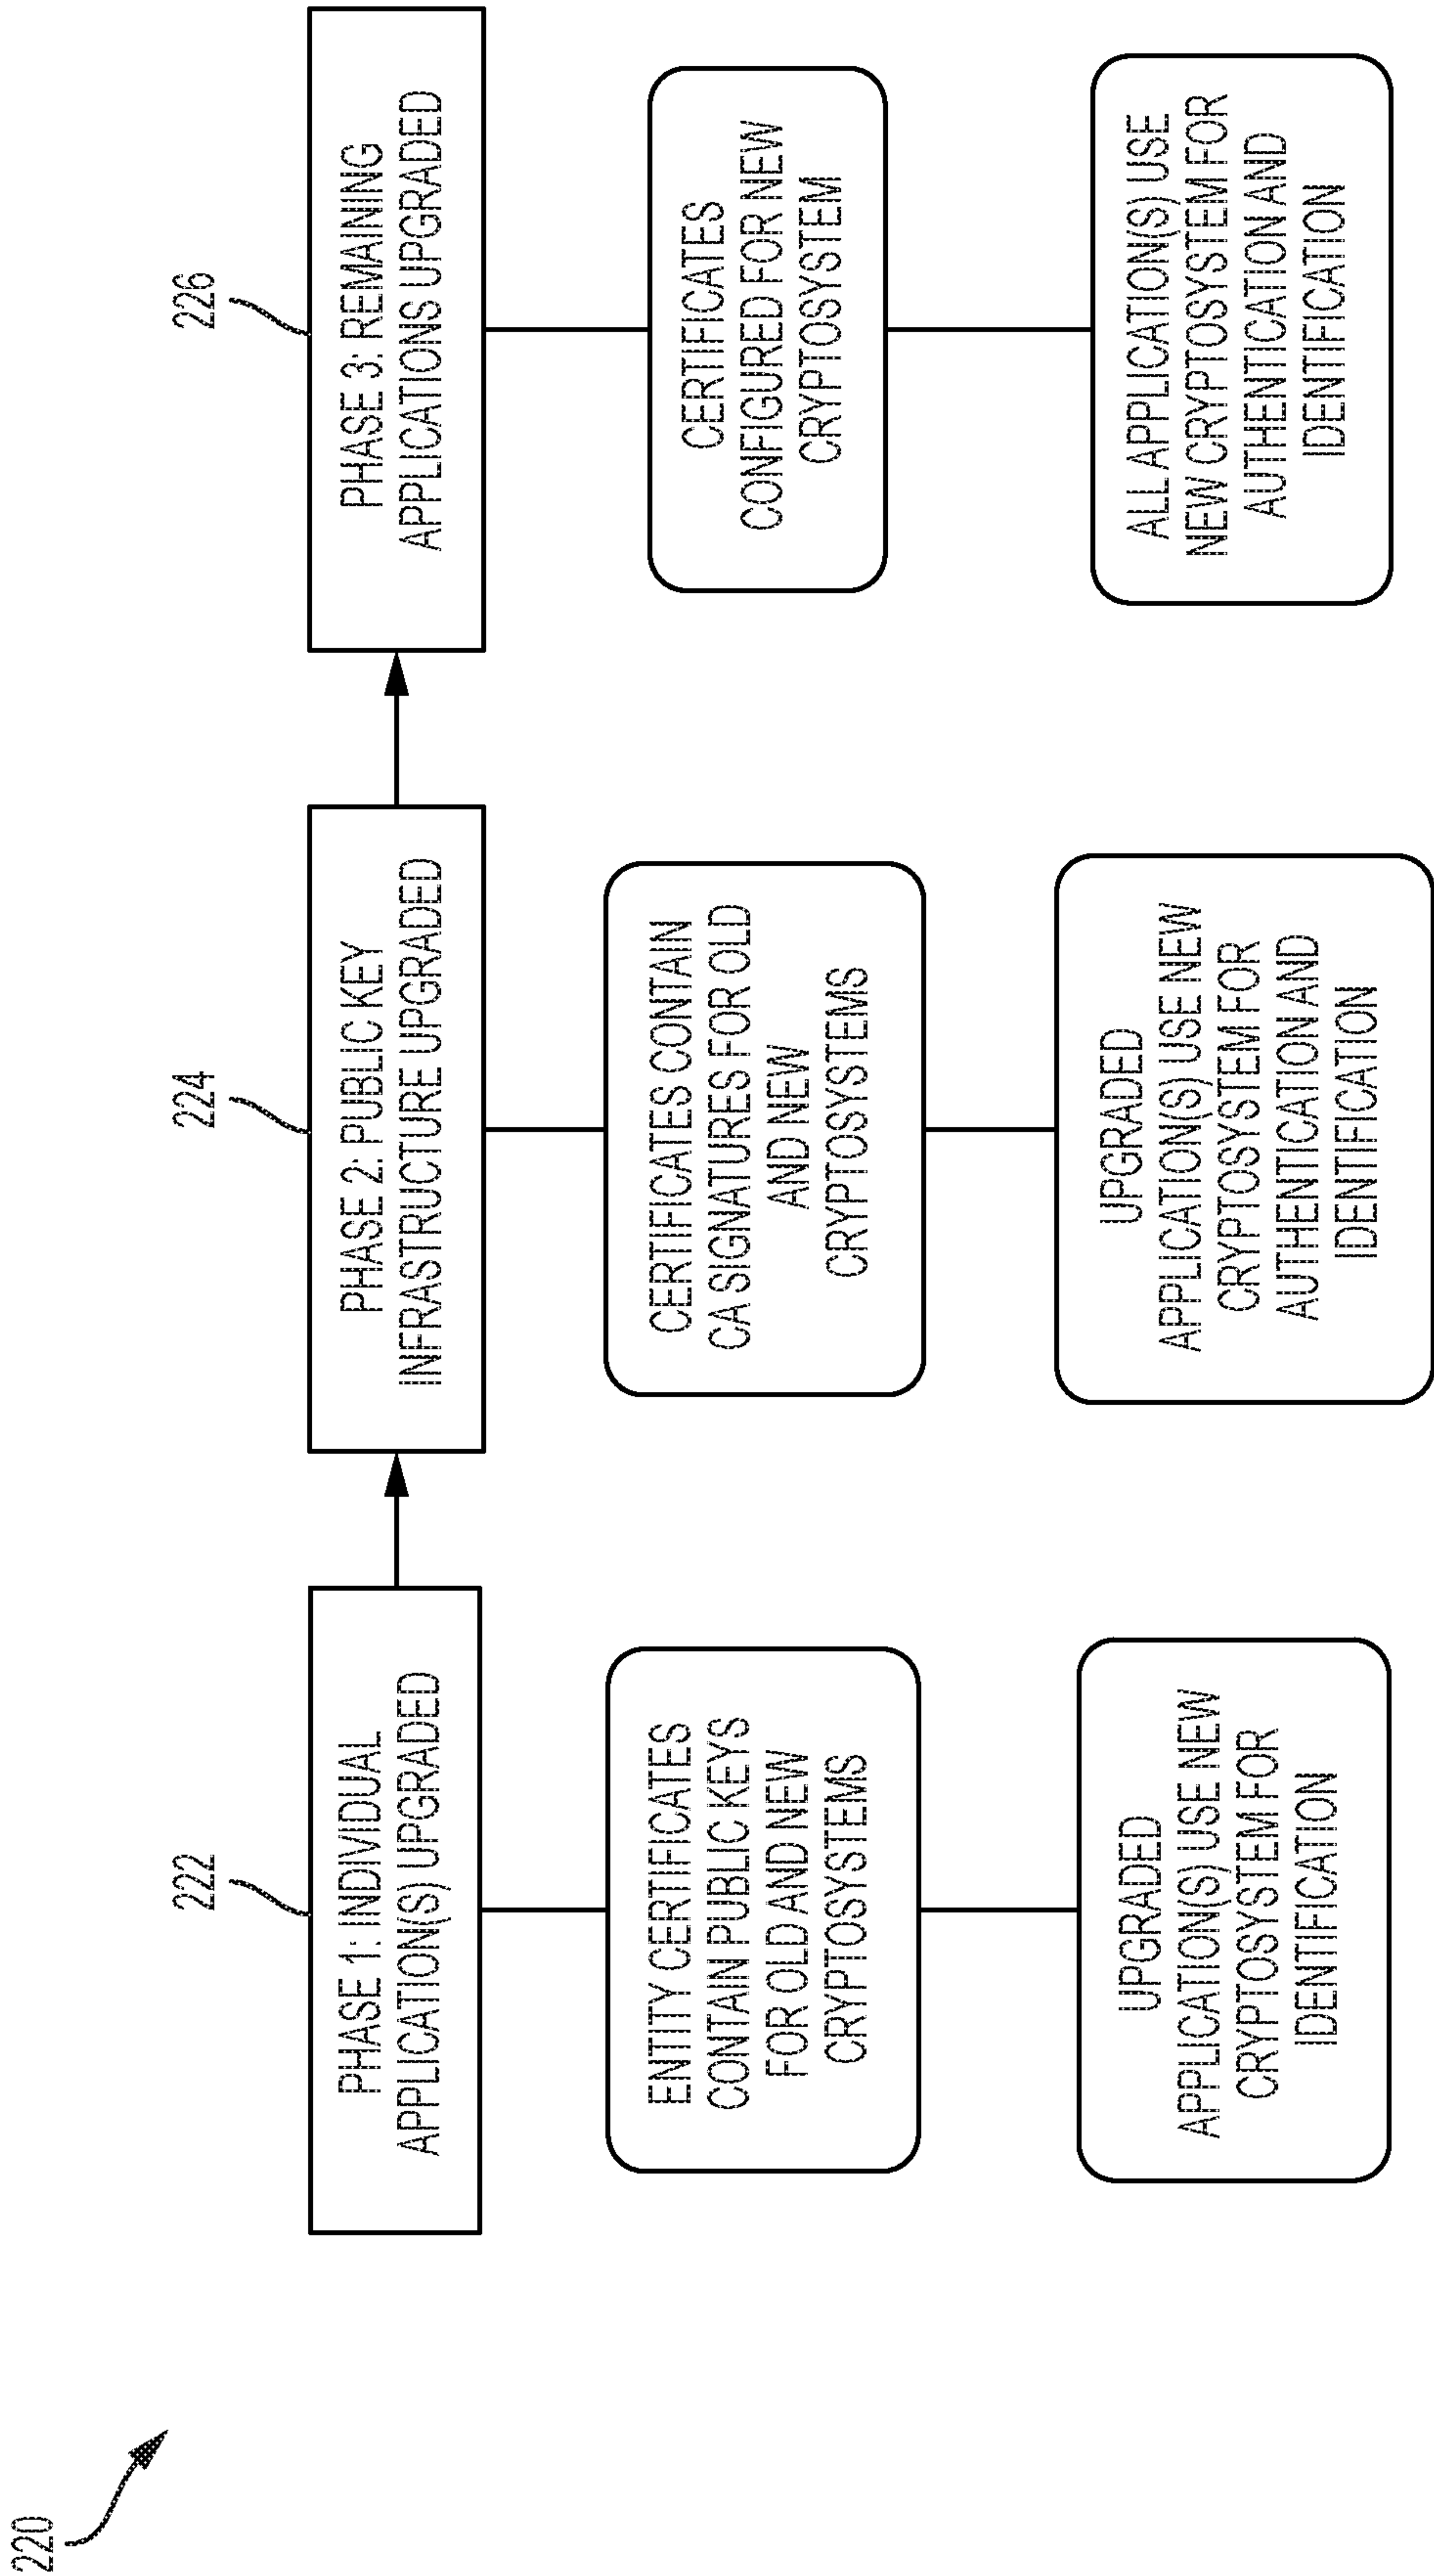 220
222
PHASE 1: INDIVIDUAL
APPLICATION(S) UPGRADED
ENTITY CERTIFICATES
CONTAIN PUBLIC KEYS
FOR OLD AND NEW
CRYPTOSYSTEMS
UPGRADED
APPLICATION(S) USE NEW
CRYPTOSYSTEM FOR
IDENTIFICATION
224
PHASE 2: PUBLIC KEY
INFRASTRUCTURE UPGRADED
CERTIFICATES CONTAIN
CA SIGNATURES FOR OLD
AND NEW
CRYPTOSYSTEMS
UPGRADED
APPLICATION(S) USE NEW
CRYPTOSYSTEM FOR
AUTHENTICATION AND
IDENTIFICATION
226
PHASE 3: REMAINING
APPLICATIONS UPGRADED
CERTIFICATES
CONFIGURED FOR NEW
CRYPTOSYSTEM
ALL APPLICATION(S) USE
NEW CRYPTOSYSTEM FOR
AUTHENTICATION AND
IDENTIFICATION